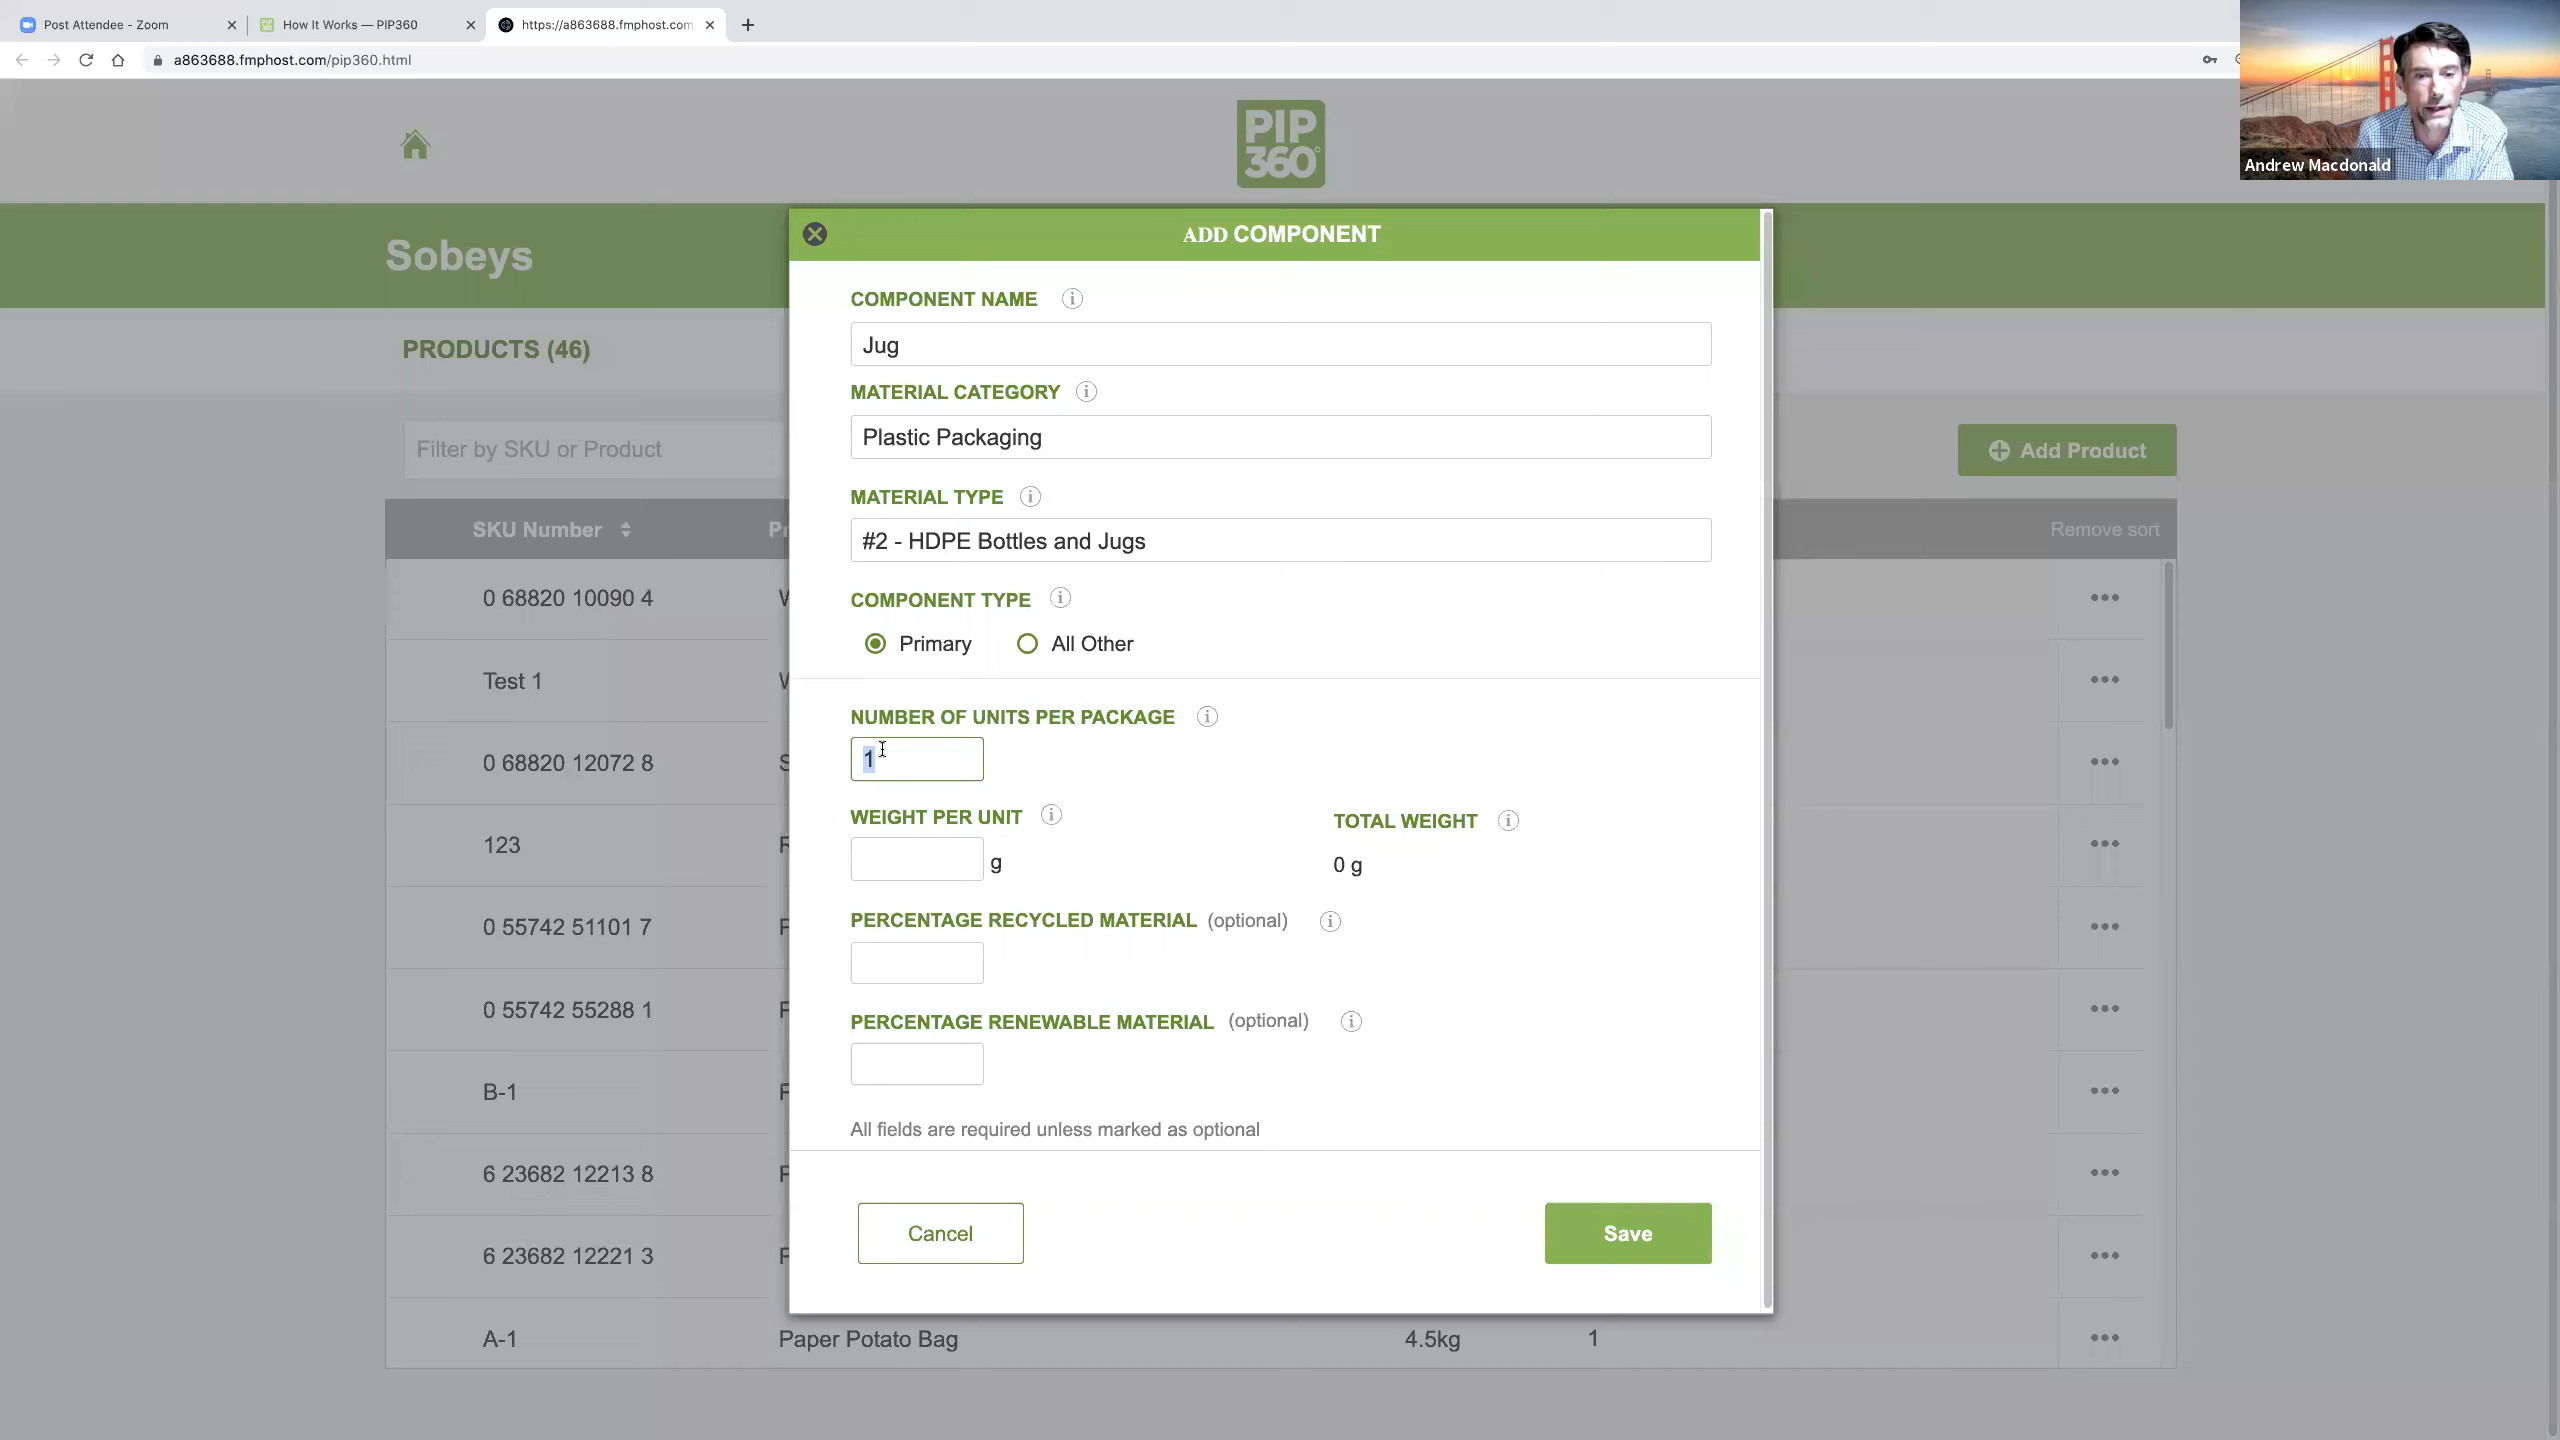 Post Attendee - Zoom
How It Works — PIP360
https://a863688.fmphost.com
a863688.fmphost.com/pip360.html
Andrew Macdonald
PIP
360°
Sobeys
PRODUCTS (46)
Filter by SKU or Product
Add Product
SKU Number
Remove sort
0 68820 10090 4
Test 1
0 68820 12072 8
123
0 55742 51101 7
0 55742 55288 1
B-1
6 23682 12213 8
6 23682 12221 3
A-1 Paper Potato Bag 4.5kg 1
ADD COMPONENT
COMPONENT NAME
Jug
MATERIAL CATEGORY
Plastic Packaging
MATERIAL TYPE
#2 - HDPE Bottles and Jugs
COMPONENT TYPE
Primary All Other
NUMBER OF UNITS PER PACKAGE
1
WEIGHT PER UNIT
g
TOTAL WEIGHT
0 g
PERCENTAGE RECYCLED MATERIAL (optional)
PERCENTAGE RENEWABLE MATERIAL (optional)
All fields are required unless marked as optional
Cancel
Save